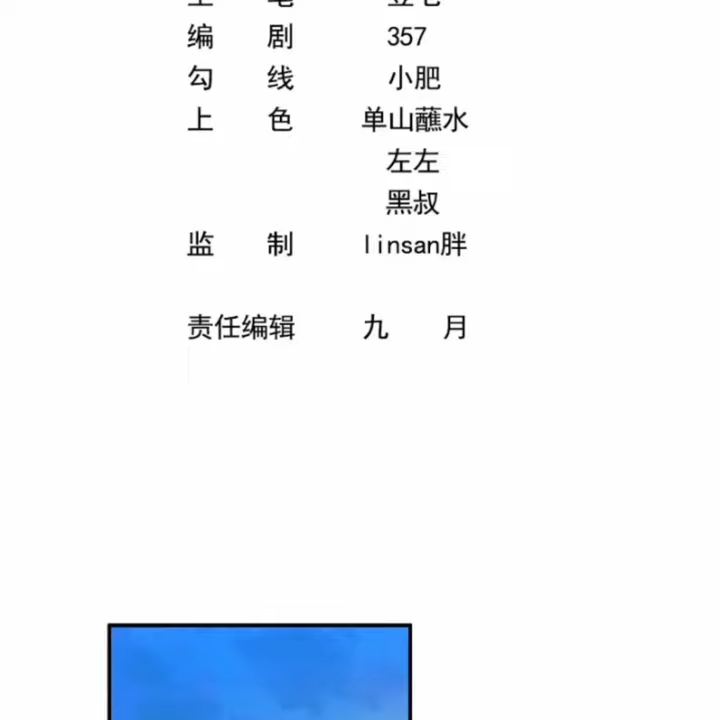 编 剧 357
勾 线 小肥
上 色 单山蘸水
左左
黑叔
监 制 linsan胖
责任编辑 九 月